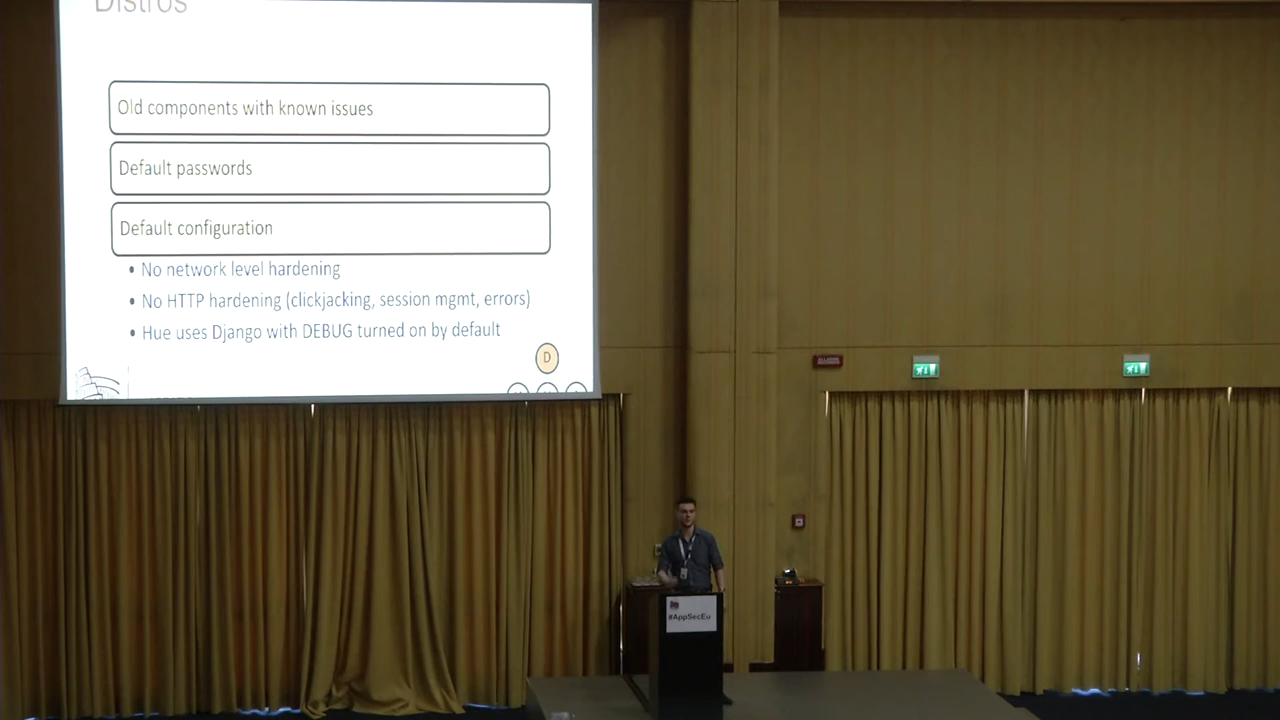 Distros
Old components with known issues
Default passwords
Default configuration
• No network level hardening
• No HTTP hardening (clickjacking, session mgmt, errors)
• Hue uses Django with DEBUG turned on by default
D
#AppSecEu